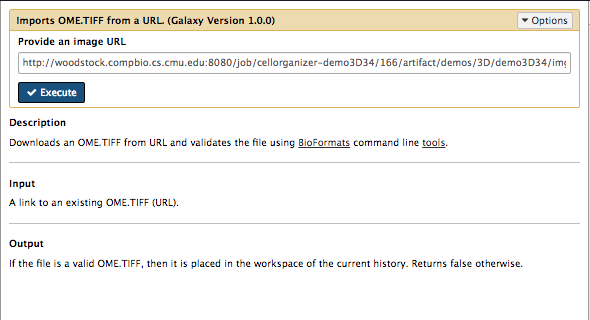 Imports OME.TIFF from a URL. (Galaxy Version 1.0.0)
Options
Provide an image URL
http://woodstock.compbio.cs.cmu.edu:8080/job/cellorganizer-demo3D34/166/artifact/demos/3D/demo3D34/img
Execute
Description
Downloads an OME.TIFF from URL and validates the file using BioFormats command line tools.
Input
A link to an existing OME.TIFF (URL).
Output
If the file is a valid OME.TIFF, then it is placed in the workspace of the current history. Returns false otherwise.